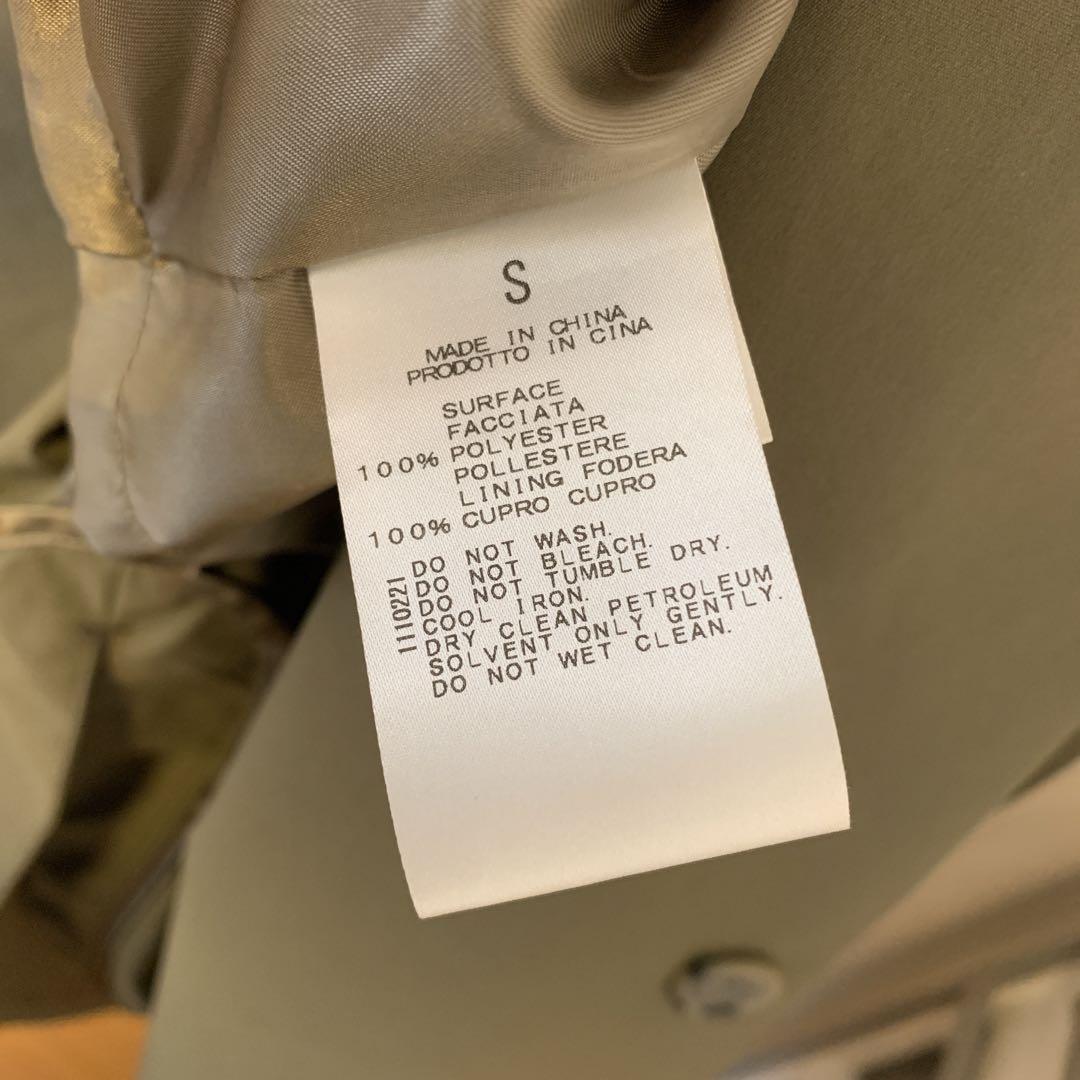 S
MADE IN CHINA
PRODOTTO IN CINA
SURFACE
FACCIATA
100% POLYESTER
POLLESTERE
LINING FODERA
100% CUPRO CUPRO
DO NOT WASH.
DO NOT BLEACH.
DO NOT TUMBLE DRY.
COOL IRON.
DRY CLEAN PETROLEUM
SOLVENT ONLY GENTLY.
DO NOT WET CLEAN.
1110221